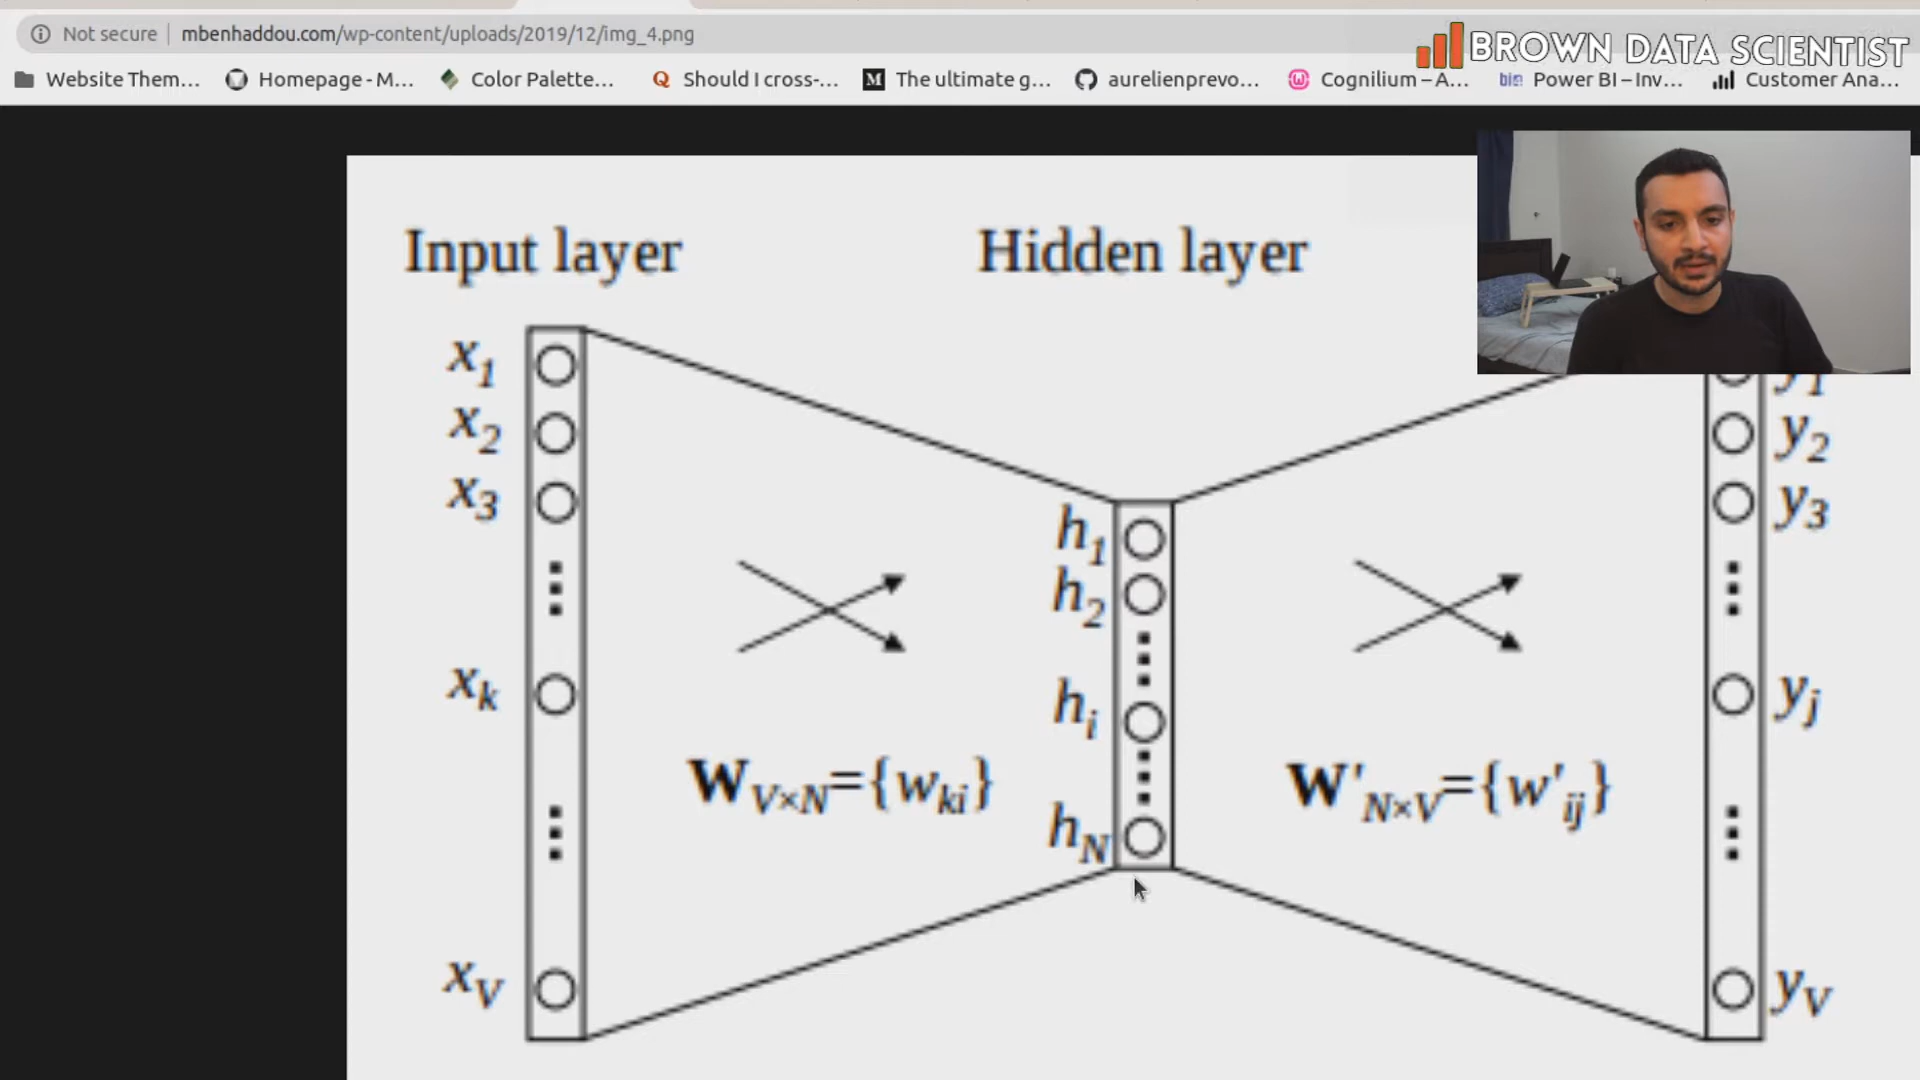 Not secure mbenhaddou.com/wp-content/uploads/2019/12/img_4.png
BROWN DATA SCIENTIST
Website Them... Homepage - M... Color Palette... Q Should I cross-... M The ultimate g... aurelienprevo... Cognilium – A... Power BI – Inv... Customer Ana...
Input layer Hidden layer
x1
x2
x3
xk
xV
W V×N={wki}
h1
h2
hi
hN
W' N×V={w'ij}
y1
y2
y3
yj
yV